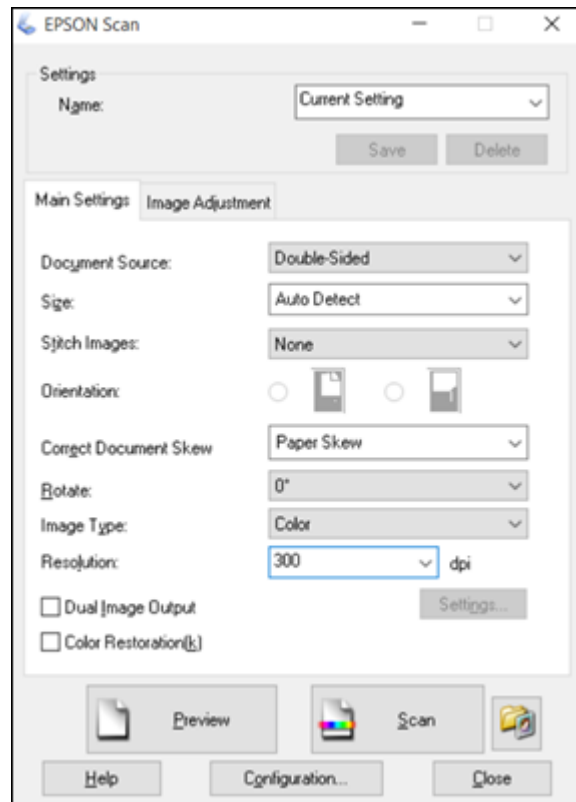 EPSON Scan
Settings
Name: Current Setting
Save Delete
Main Settings Image Adjustment
Document Source: Double-Sided
Size: Auto Detect
Stitch Images: None
Orientation:
Correct Document Skew Paper Skew
Rotate: 0°
Image Type: Color
Resolution: 300 dpi
Dual Image Output Settings...
Color Restoration(k)
Preview Scan
Help Configuration... Close